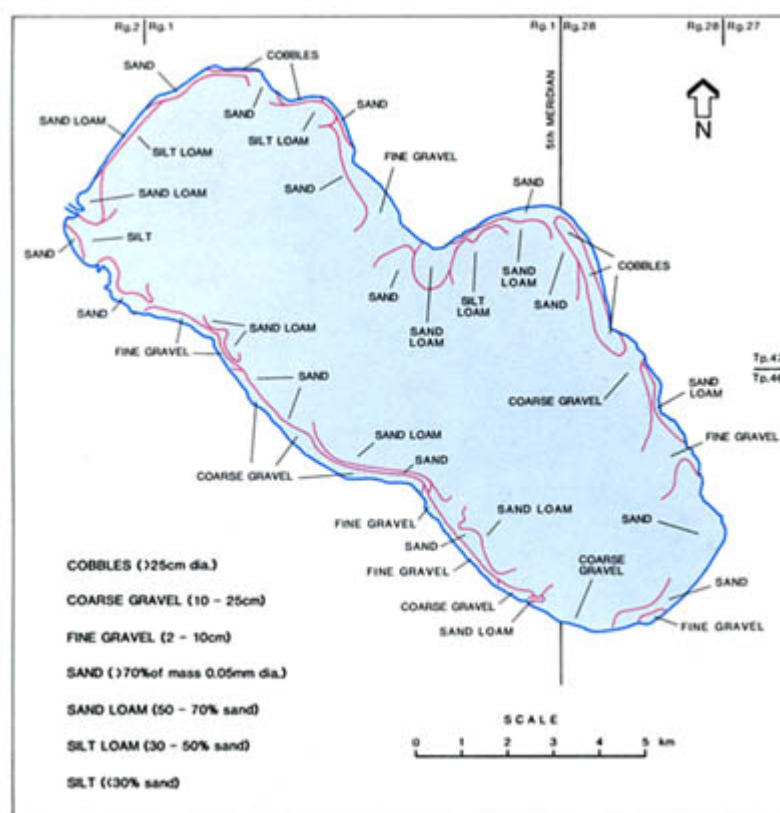 Rg.2 Rg.1
Rg.1 Rg.28
Rg.28 Rg.27
5th MERIDIAN
N
COBBLES
SAND
SAND
SAND
SAND LOAM
SILT LOAM
SILT LOAM
FINE GRAVEL
SAND LOAM
SAND
SAND
SILT
SAND
COBBLES
SAND
SAND
SAND LOAM
SILT LOAM
SAND LOAM
SAND
SAND
SAND LOAM
FINE GRAVEL
Tp.46
SAND
COARSE GRAVEL
SAND LOAM
FINE GRAVEL
SAND LOAM
SAND
COARSE GRAVEL
FINE GRAVEL
SAND LOAM
SAND
SAND
FINE GRAVEL
COARSE GRAVEL
SAND
COARSE GRAVEL
FINE GRAVEL
SAND LOAM
COBBLES (>25cm dia.)
COARSE GRAVEL (10 - 25cm)
FINE GRAVEL (2 - 10cm)
SAND (>70% of mass 0.05mm dia.)
SAND LOAM (50 - 70% sand)
SILT LOAM (30 - 50% sand)
SILT (<30% sand)
SCALE
0 1 2 3 4 5 km